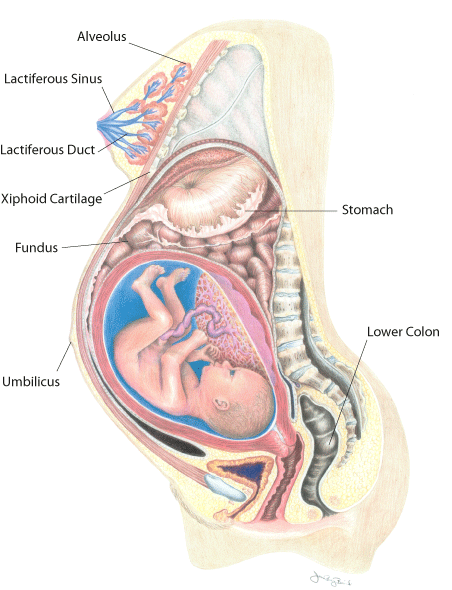 Alveolus
Lactiferous Sinus
Lactiferous Duct
Xiphoid Cartilage
Stomach
Fundus
Lower Colon
Umbilicus